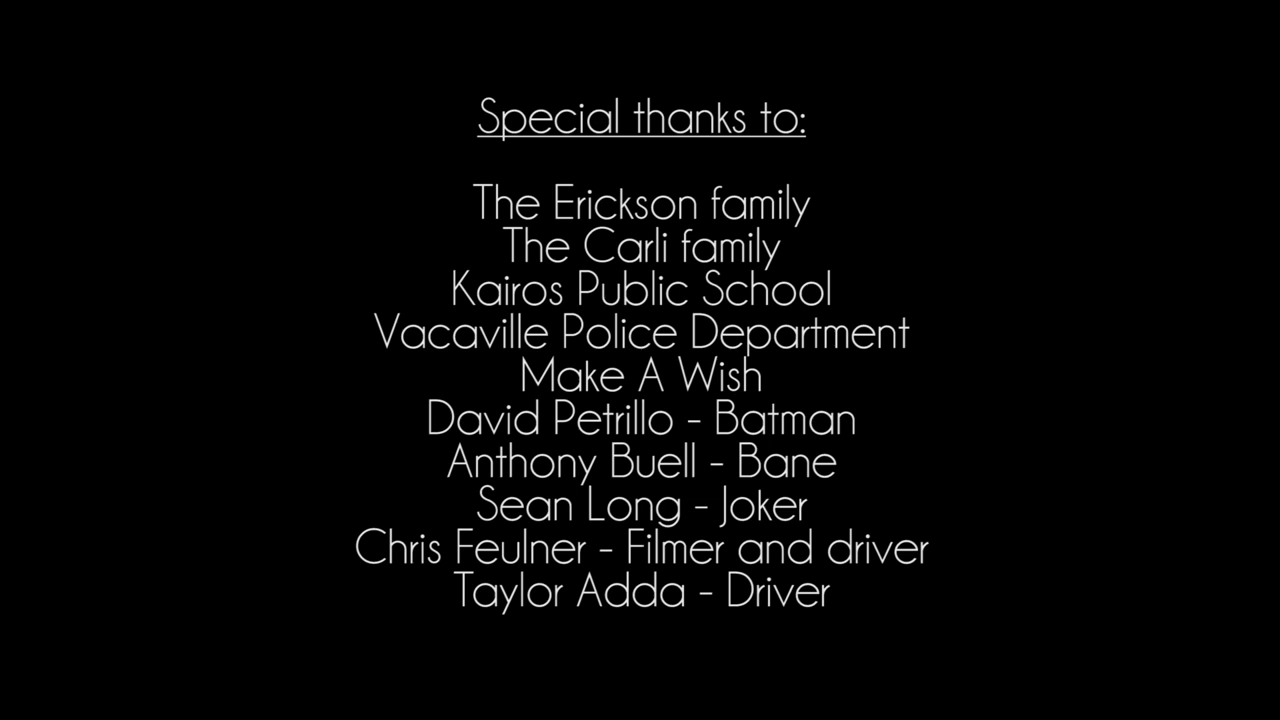 Special thanks to:
The Erickson family
The Carli family
Kairos Public School
Vacaville Police Department
Make A Wish
David Petrillo - Batman
Anthony Buell - Bane
Sean Long - Joker
Chris Feulner - Filmer and driver
Taylor Adda - Driver